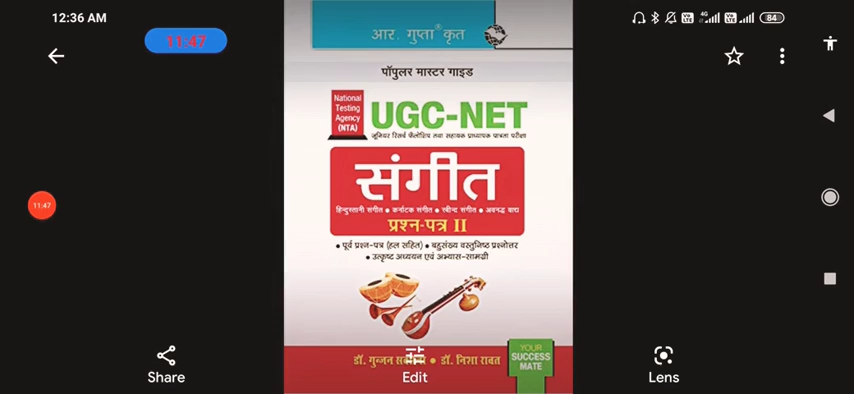 12:36 AM
4G
84
11:47
11:47
आर. गुप्ता® कृत
पॉपुलर मास्टर गाइड
National
Testing
Agency
(NTA)
UGC-NET
जूनियर रिसर्च फैलोशिप तथा सहायक प्राध्यापक पात्रता परीक्षा
संगीत
हिन्दुस्तानी संगीत • कर्नाटक संगीत • रवीन्द्र संगीत • अवनद्ध वाद्य
प्रश्न-पत्र II
• पूर्व प्रश्न-पत्र (हल सहित) • बहुसंख्य वस्तुनिष्ठ प्रश्नोत्तर
• उत्कृष्ट अध्ययन एवं अभ्यास-सामग्री
डॉ. गुन्जन • डॉ. निशा रावत
YOUR
SUCCESS
MATE
Share
Edit
Lens